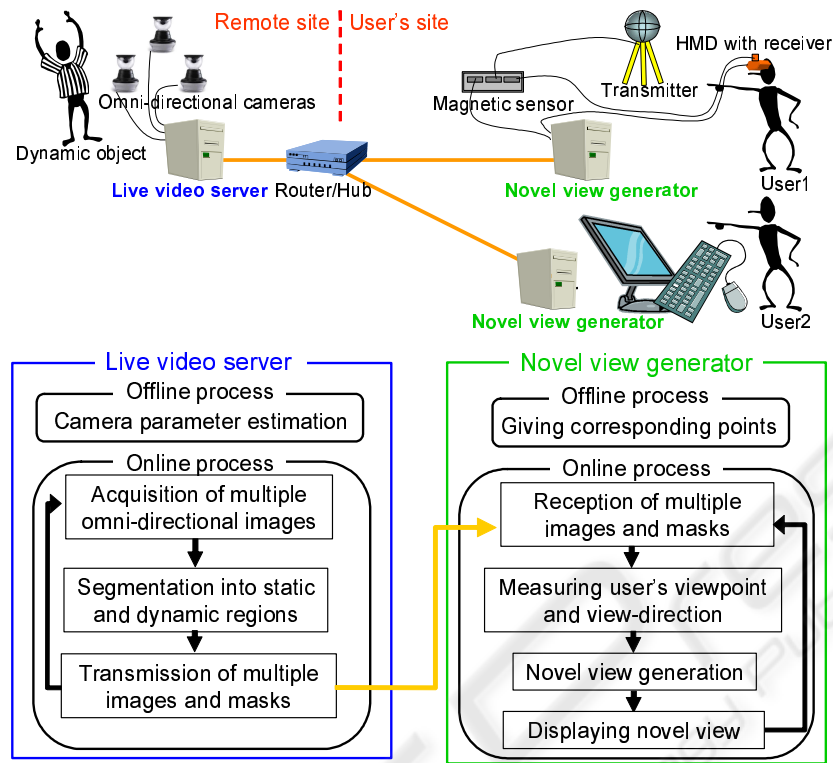 Remote site
User's site
HMD with receiver
Omni-directional cameras
Magnetic sensor
Transmitter
Dynamic object
Live video server
Router/Hub
Novel view generator
User1
Novel view generator
User2
Live video server
Offline process
Camera parameter estimation
Online process
Acquisition of multiple
omni-directional images
Segmentation into static
and dynamic regions
Transmission of multiple
images and masks
Novel view generator
Offline process
Giving corresponding points
Online process
Reception of multiple
images and masks
Measuring user's viewpoint
and view-direction
Novel view generation
Displaying novel view